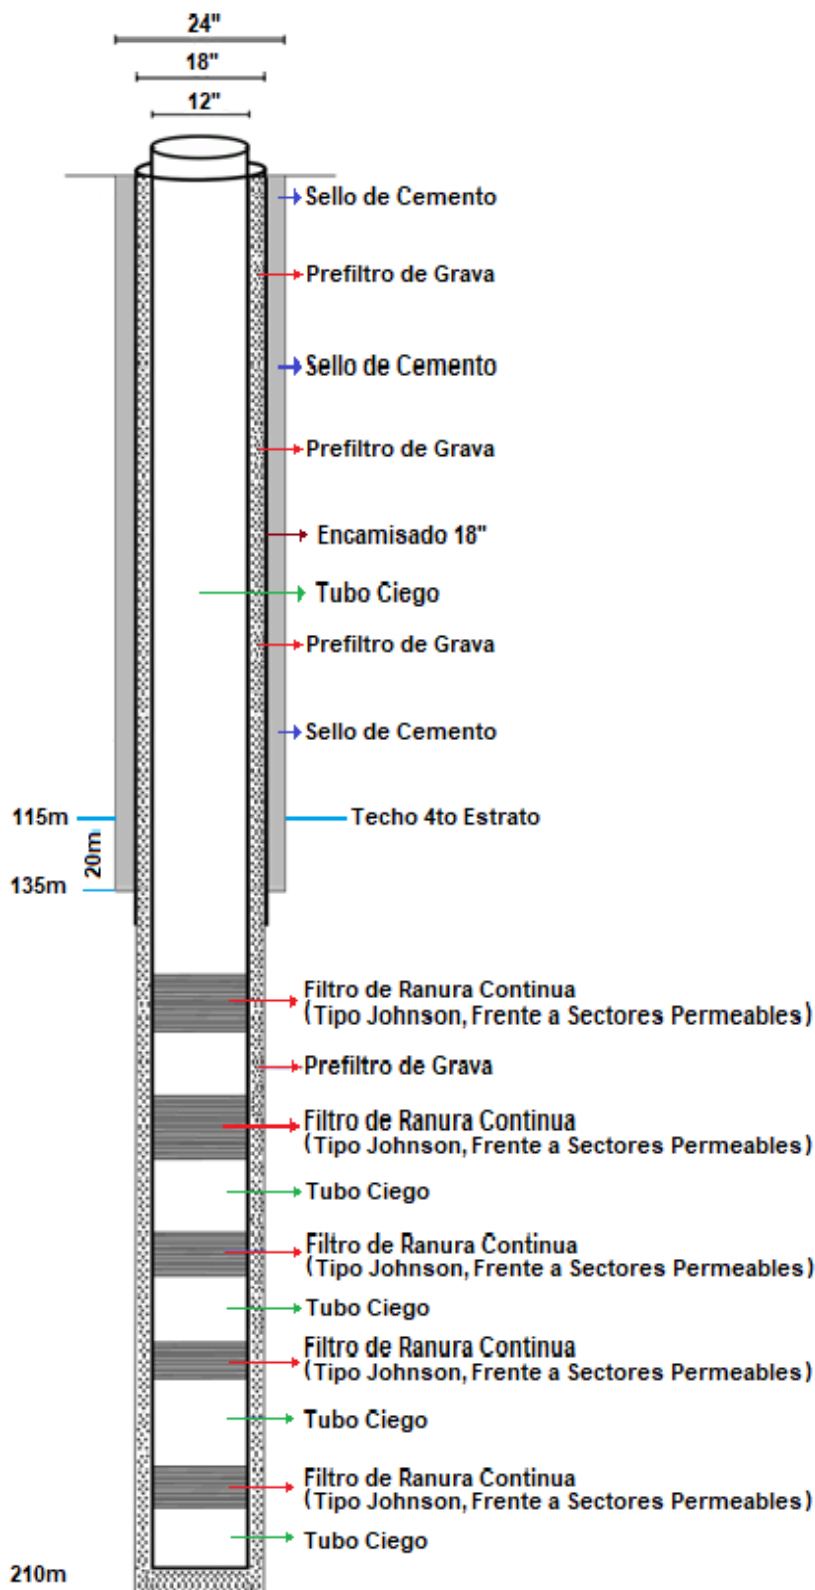 24"
18"
12"
Sello de Cemento
Prefiltro de Grava
Sello de Cemento
Prefiltro de Grava
Encamisado 18"
Tubo Ciego
Prefiltro de Grava
Sello de Cemento
115m
Techo 4to Estrato
20m
135m
Filtro de Ranura Continua
(Tipo Johnson, Frente a Sectores Permeables)
Prefiltro de Grava
Filtro de Ranura Continua
(Tipo Johnson, Frente a Sectores Permeables)
Tubo Ciego
Filtro de Ranura Continua
(Tipo Johnson, Frente a Sectores Permeables)
Tubo Ciego
Filtro de Ranura Continua
(Tipo Johnson, Frente a Sectores Permeables)
Tubo Ciego
Filtro de Ranura Continua
(Tipo Johnson, Frente a Sectores Permeables)
Tubo Ciego
210m